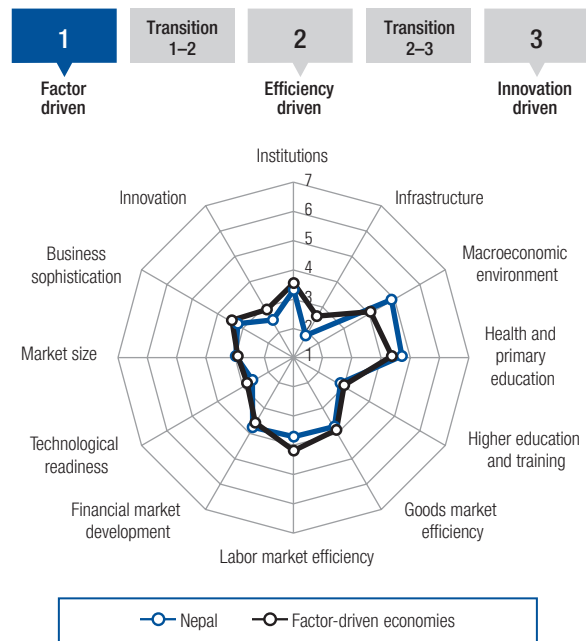 1
Transition
1–2
2
Transition
2–3
3
Factor
driven
Efficiency
driven
Innovation
driven
Institutions
Innovation
Infrastructure
Business
sophistication
Macroeconomic
environment
Market size
Health and
primary
education
Technological
readiness
Higher education
and training
Financial market
development
Goods market
efficiency
Labor market efficiency
7
6
5
4
3
2
1
Nepal
Factor-driven economies